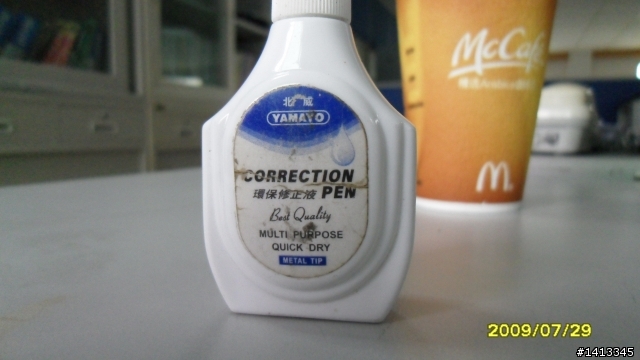 北 威
YAMAYO
CORRECTION
環保修正液 PEN
Best Quality
MULTI PURPOSE
QUICK DRY
METAL TIP
McCafé
2009/07/29
#1413345